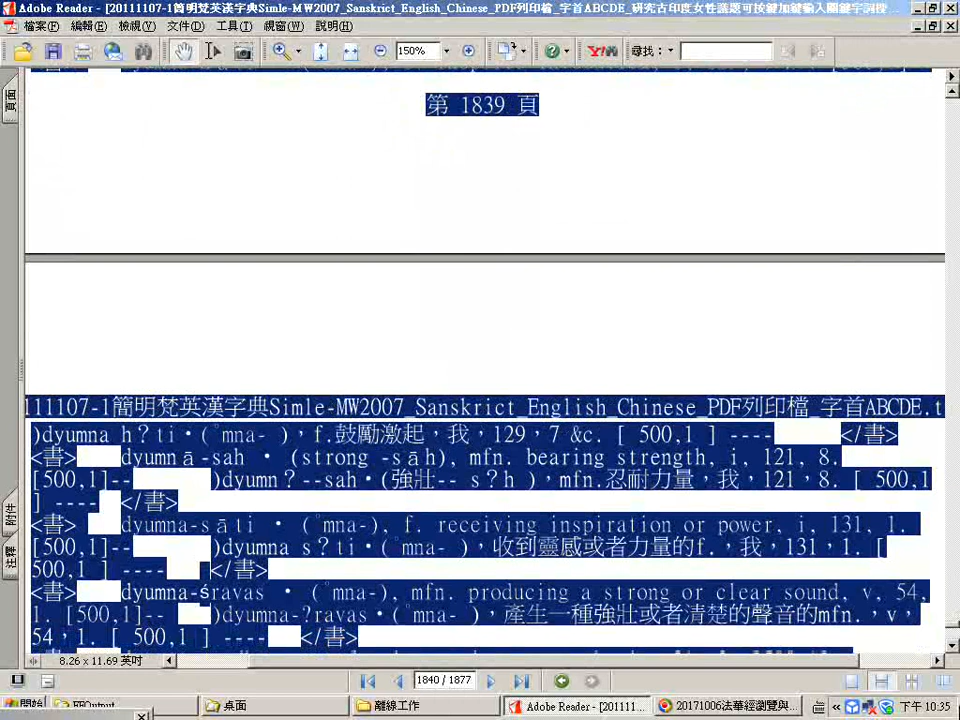 Adobe Reader - [20111107-1簡明梵英漢字典Simle-MW2007_Sanskrict_English_Chinese_PDF列印檔_字首ABCDE_研究古印度女性議題可按鍵加鍵輸入關鍵字詞搜
檔案(F) 編輯(E) 檢視(V) 文件(D) 工具(T) 視窗(W) 說明(H)
150% Y! 尋找:
頁面
第 1839 頁
111107-1簡明梵英漢字典Simle-MW2007_Sanskrict_English_Chinese_PDF列印檔_字首ABCDE.t
)dyumna h?ti·(ﾟmna- ),f.鼓勵激起,我,129,7 &c. [ 500,1 ] ---- </書>
<書> dyumnā-sah · (strong -sāh), mfn. bearing strength, i, 121, 8.
[500,1]-- )dyumn?--sah·(強壯-- s?h ),mfn.忍耐力量,我,121,8. [ 500,1
] ---- </書>
<書> dyumna-sāti · (ﾟmna-), f. receiving inspiration or power, i, 131, 1.
[500,1]-- )dyumna s?ti·(ﾟmna- ),收到靈感或者力量的f.,我,131,1. [
500,1 ] ---- </書>
<書> dyumna-śravas · (ﾟmna-), mfn. producing a strong or clear sound, v, 54,
1. [500,1]-- )dyumna-?ravas·(ﾟmna- ),產生一種強壯或者清楚的聲音的mfn.,v,
54,1. [ 500,1 ] ---- </書>
附件
注釋
8.26 x 11.69 英吋
1840 / 1877
開始 FFOutput 桌面 離線工作 Adobe Reader - [201111... 20171006法華經瀏覽與... « 下午 10:35